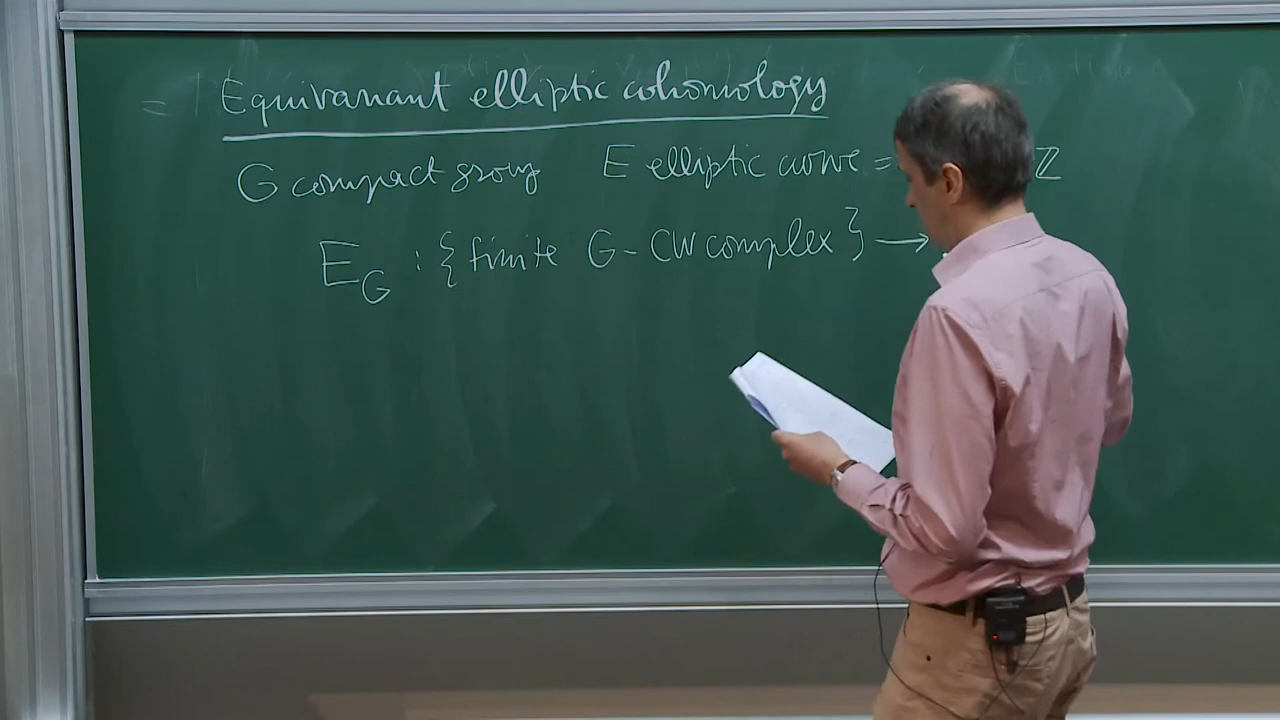 = Equivariant elliptic cohomology
G compact group E elliptic curve = ℤ
E_G : {finite G-CW complex} →